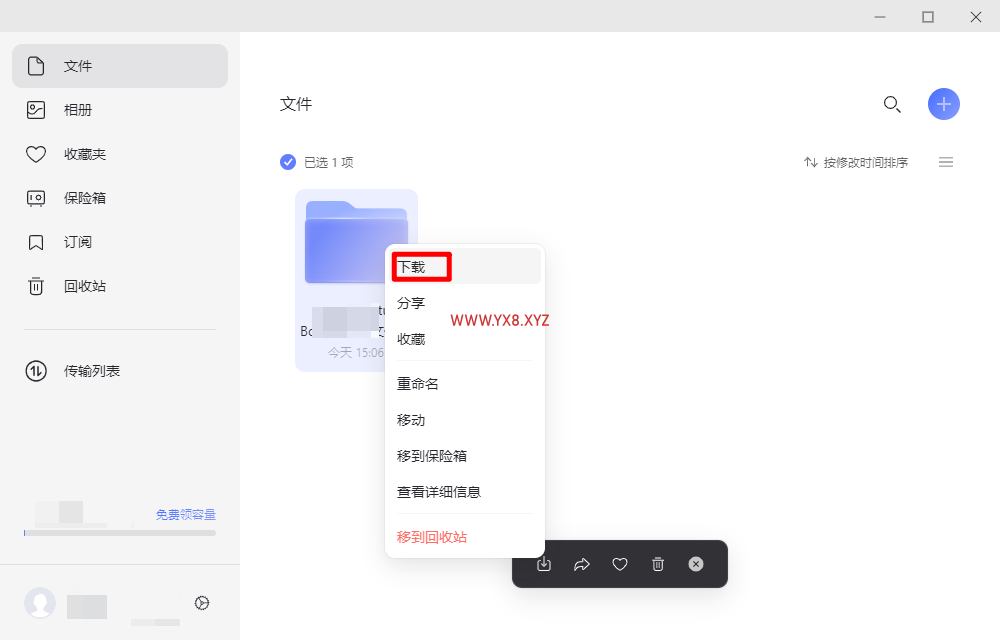 文件
相册
收藏夹
保险箱
订阅
回收站
传输列表
免费领容量
文件
已选 1 项
按修改时间排序
今天 15:06
下载
分享
收藏
重命名
移动
移到保险箱
查看详细信息
移到回收站
WWW.YX8.XYZ